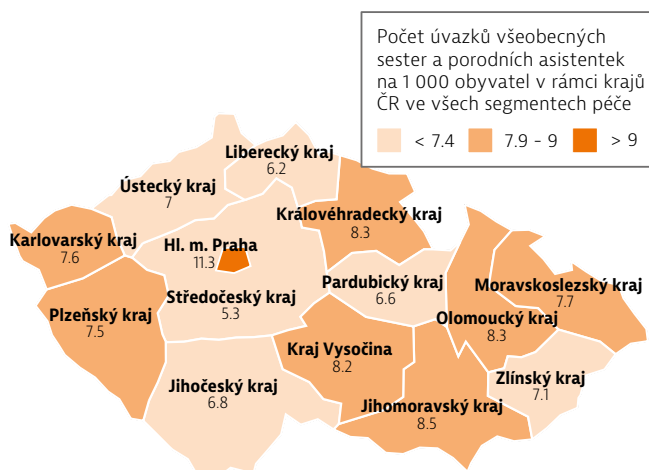 Počet úvazků všeobecných
sester a porodních asistentek
na 1 000 obyvatel v rámci krajů
ČR ve všech segmentech péče
< 7.4 7.9 - 9 > 9
Liberecký kraj
6.2
Ústecký kraj
7
Královéhradecký kraj
8.3
Karlovarský kraj
7.6
Hl. m. Praha
11.3
Pardubický kraj
6.6
Moravskoslezský kraj
7.7
Středočeský kraj
5.3
Plzeňský kraj
7.5
Olomoucký kraj
8.3
Kraj Vysočina
8.2
Zlínský kraj
7.1
Jihočeský kraj
6.8
Jihomoravský kraj
8.5